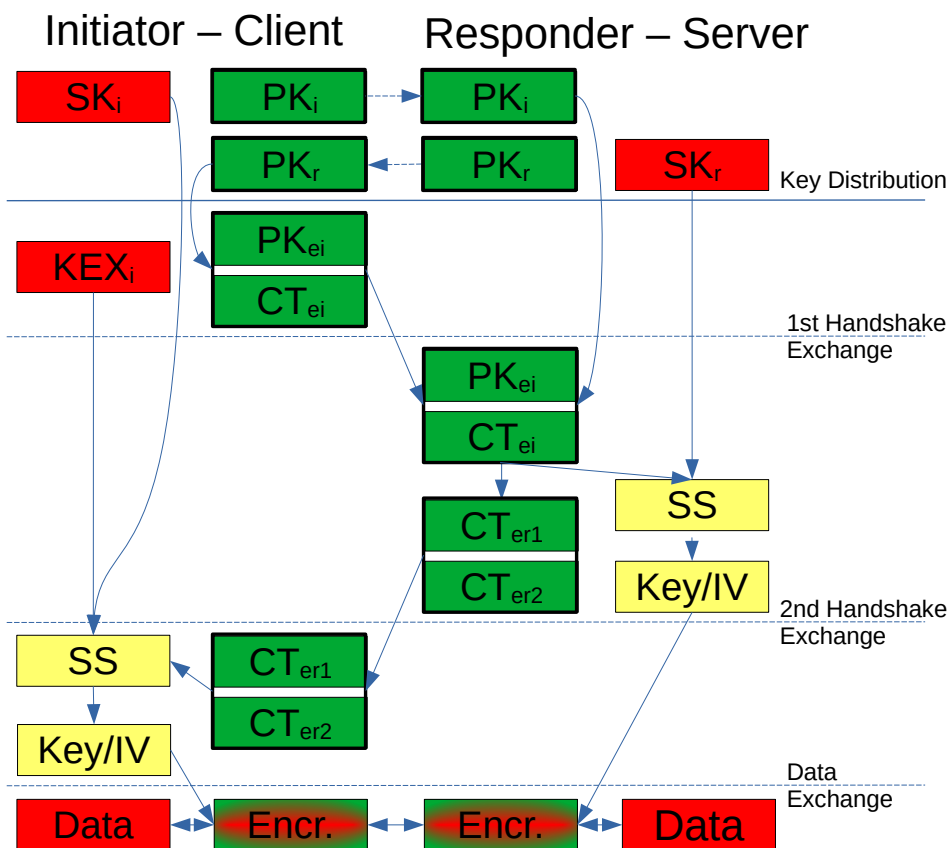 Initiator – Client
Responder – Server
SKi
PKi
PKi
PKr
PKr
SKr
Key Distribution
KEXi
PKei
CTei
1st Handshake
Exchange
PKei
CTei
SS
CTer1
CTer2
Key/IV
2nd Handshake
Exchange
SS
CTer1
CTer2
Key/IV
Data
Exchange
Data
Encr.
Encr.
Data